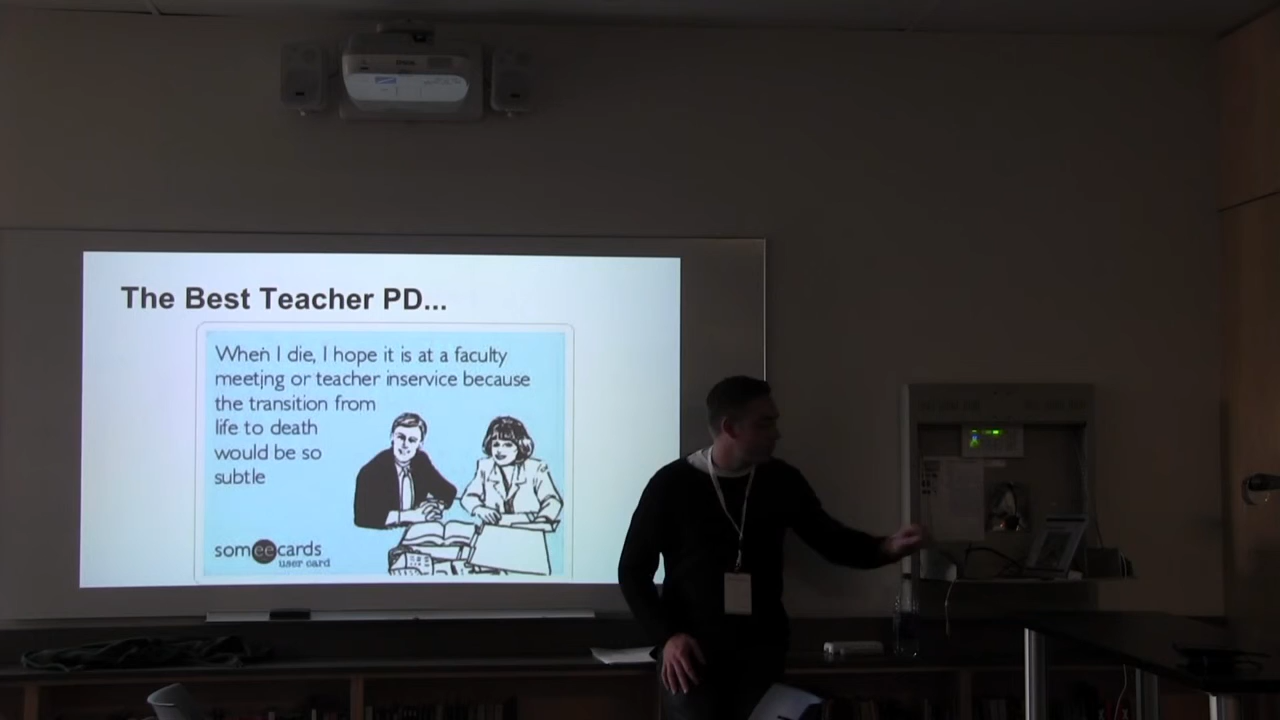 The Best Teacher PD...
When I die, I hope it is at a faculty
meeting or teacher inservice because
the transition from
life to death
would be so
subtle
someecards
user card